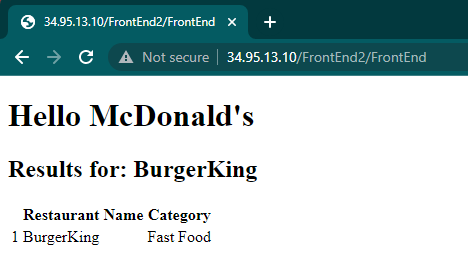 34.95.13.10/FrontEnd2/FrontEnd
Not secure | 34.95.13.10/FrontEnd2/FrontEnd
Hello McDonald's
Results for: BurgerKing
Restaurant Name Category
1 BurgerKing Fast Food